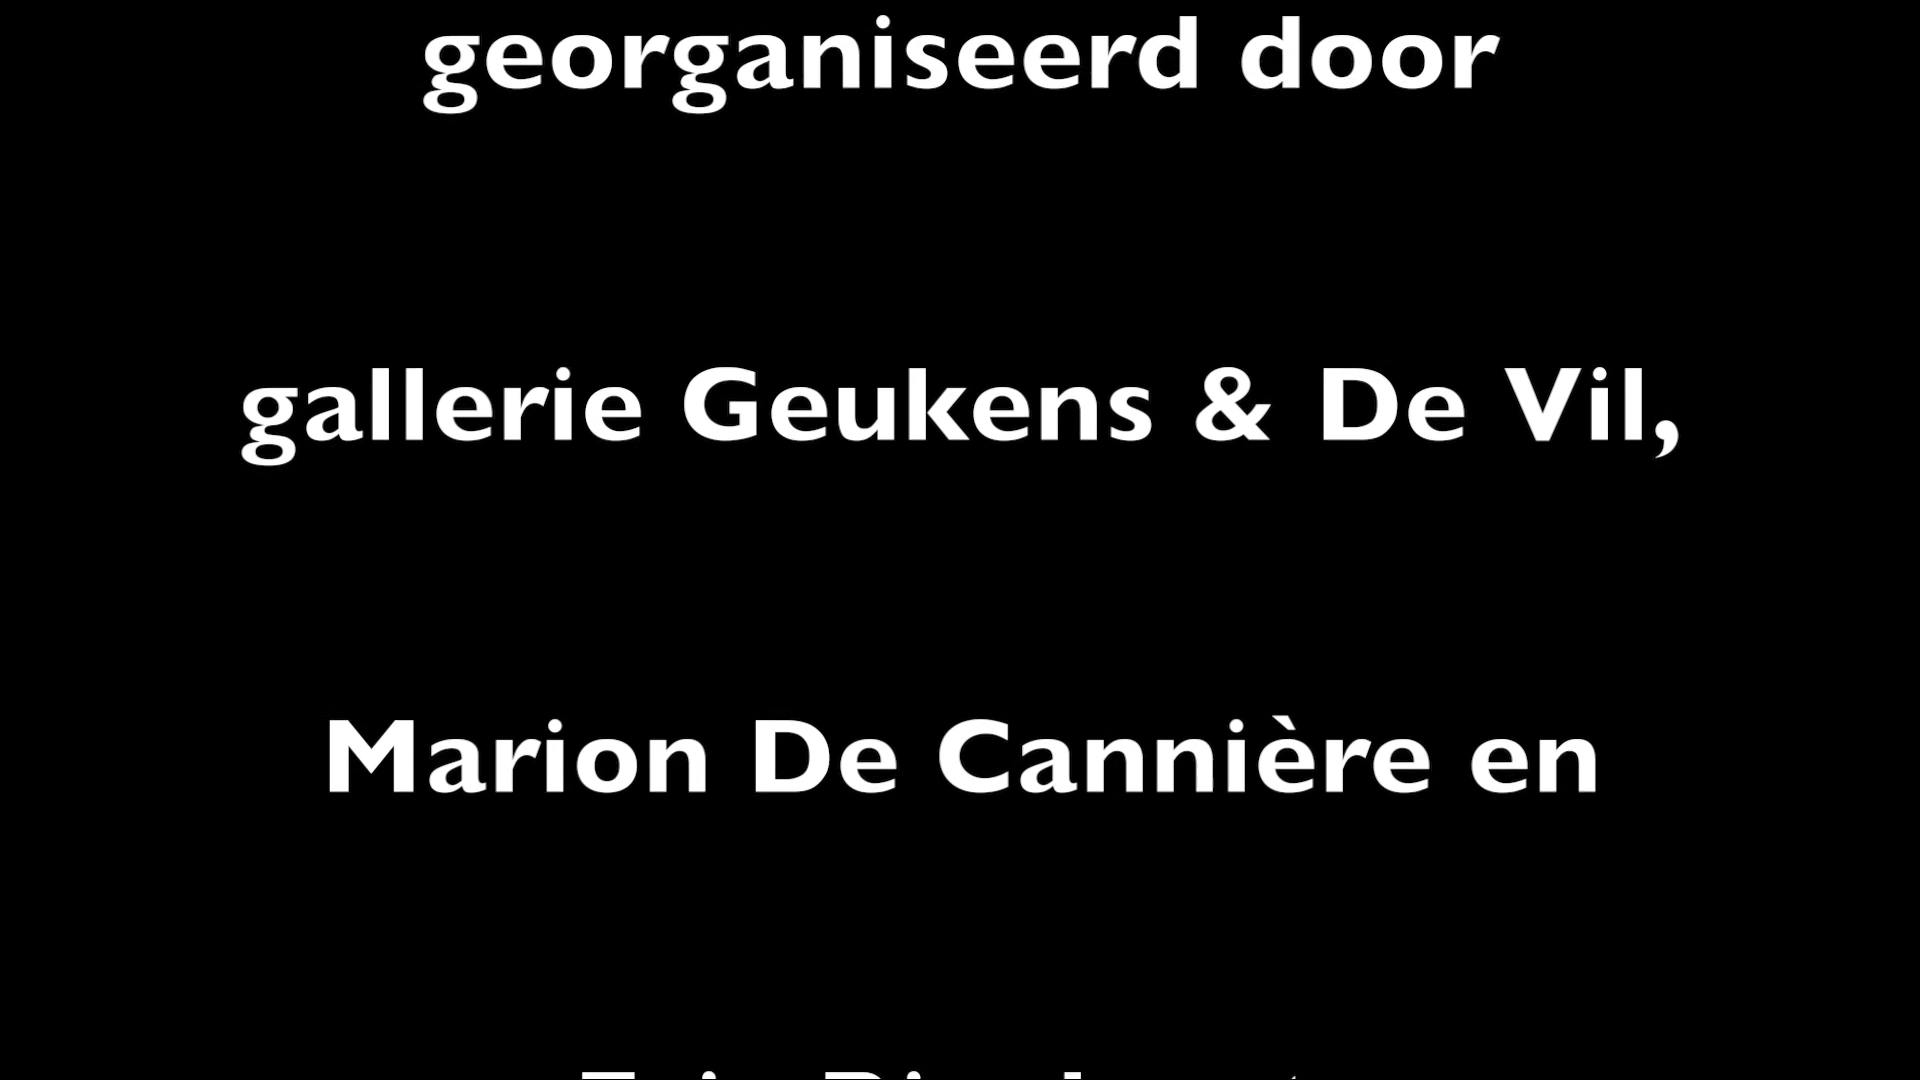 georganiseerd door
gallerie Geukens & De Vil,
Marion De Cannière en